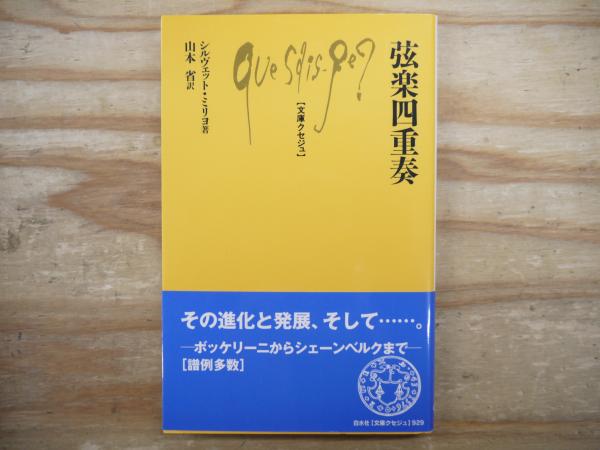 弦楽四重奏
Que sais-je?
【文庫クセジュ】
シルヴェット・ミリヨ著
山本 省訳
その進化と発展、そして……。
─ボッケリーニからシェーンベルクまで─
[譜例多数]
白水社【文庫クセジュ】929